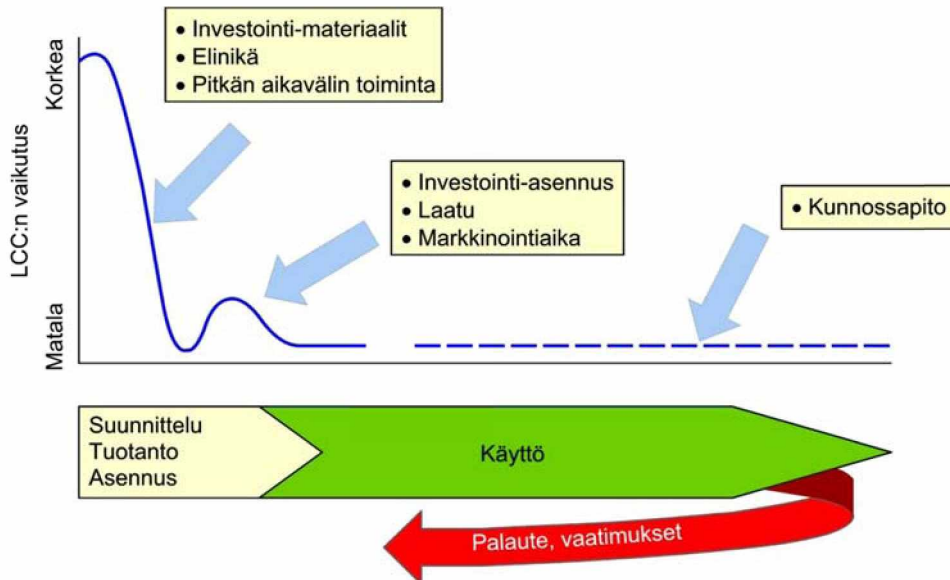 • Investointi-materiaalit
• Elinikä
• Pitkän aikavälin toiminta
Korkea
LCC:n vaikutus
Matala
• Investointi-asennus
• Laatu
• Markkinointiaika
• Kunnossapito
Suunnittelu
Tuotanto
Asennus
Käyttö
Palaute, vaatimukset